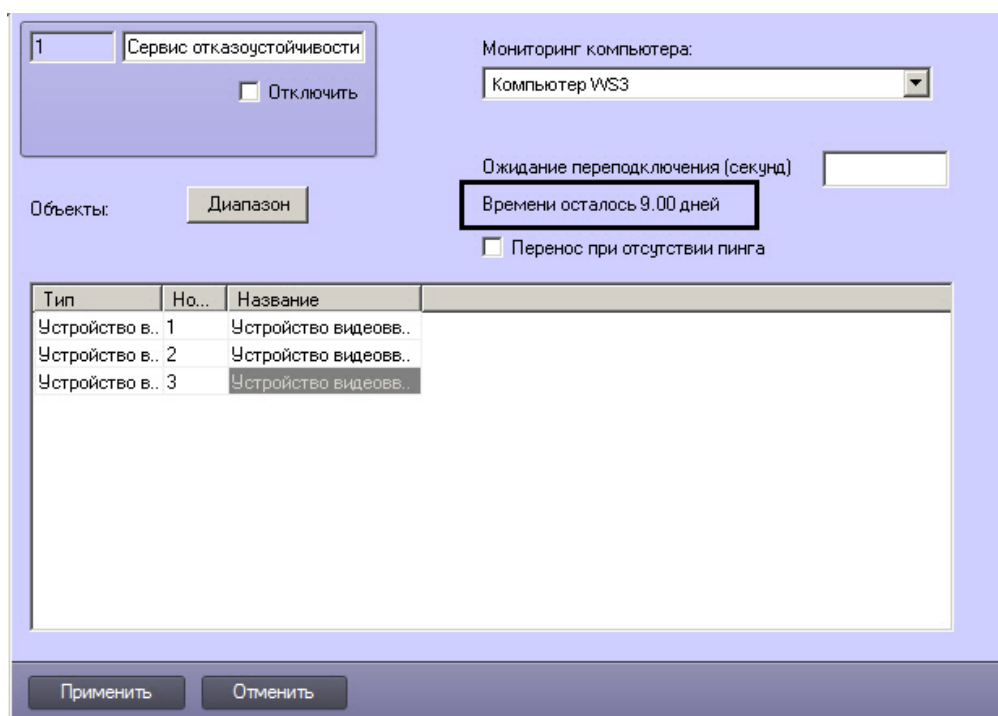 1 Сервис отказоустойчивости
Отключить
Мониторинг компьютера:
Компьютер WS3
Ожидание переподключения (секунд)
Времени осталось 9.00 дней
Перенос при отсутствии пинга
Объекты: Диапазон
Тип Но... Название
Устройство в.. 1 Устройство видеовв..
Устройство в.. 2 Устройство видеовв..
Устройство в.. 3 Устройство видеовв..
Применить Отменить